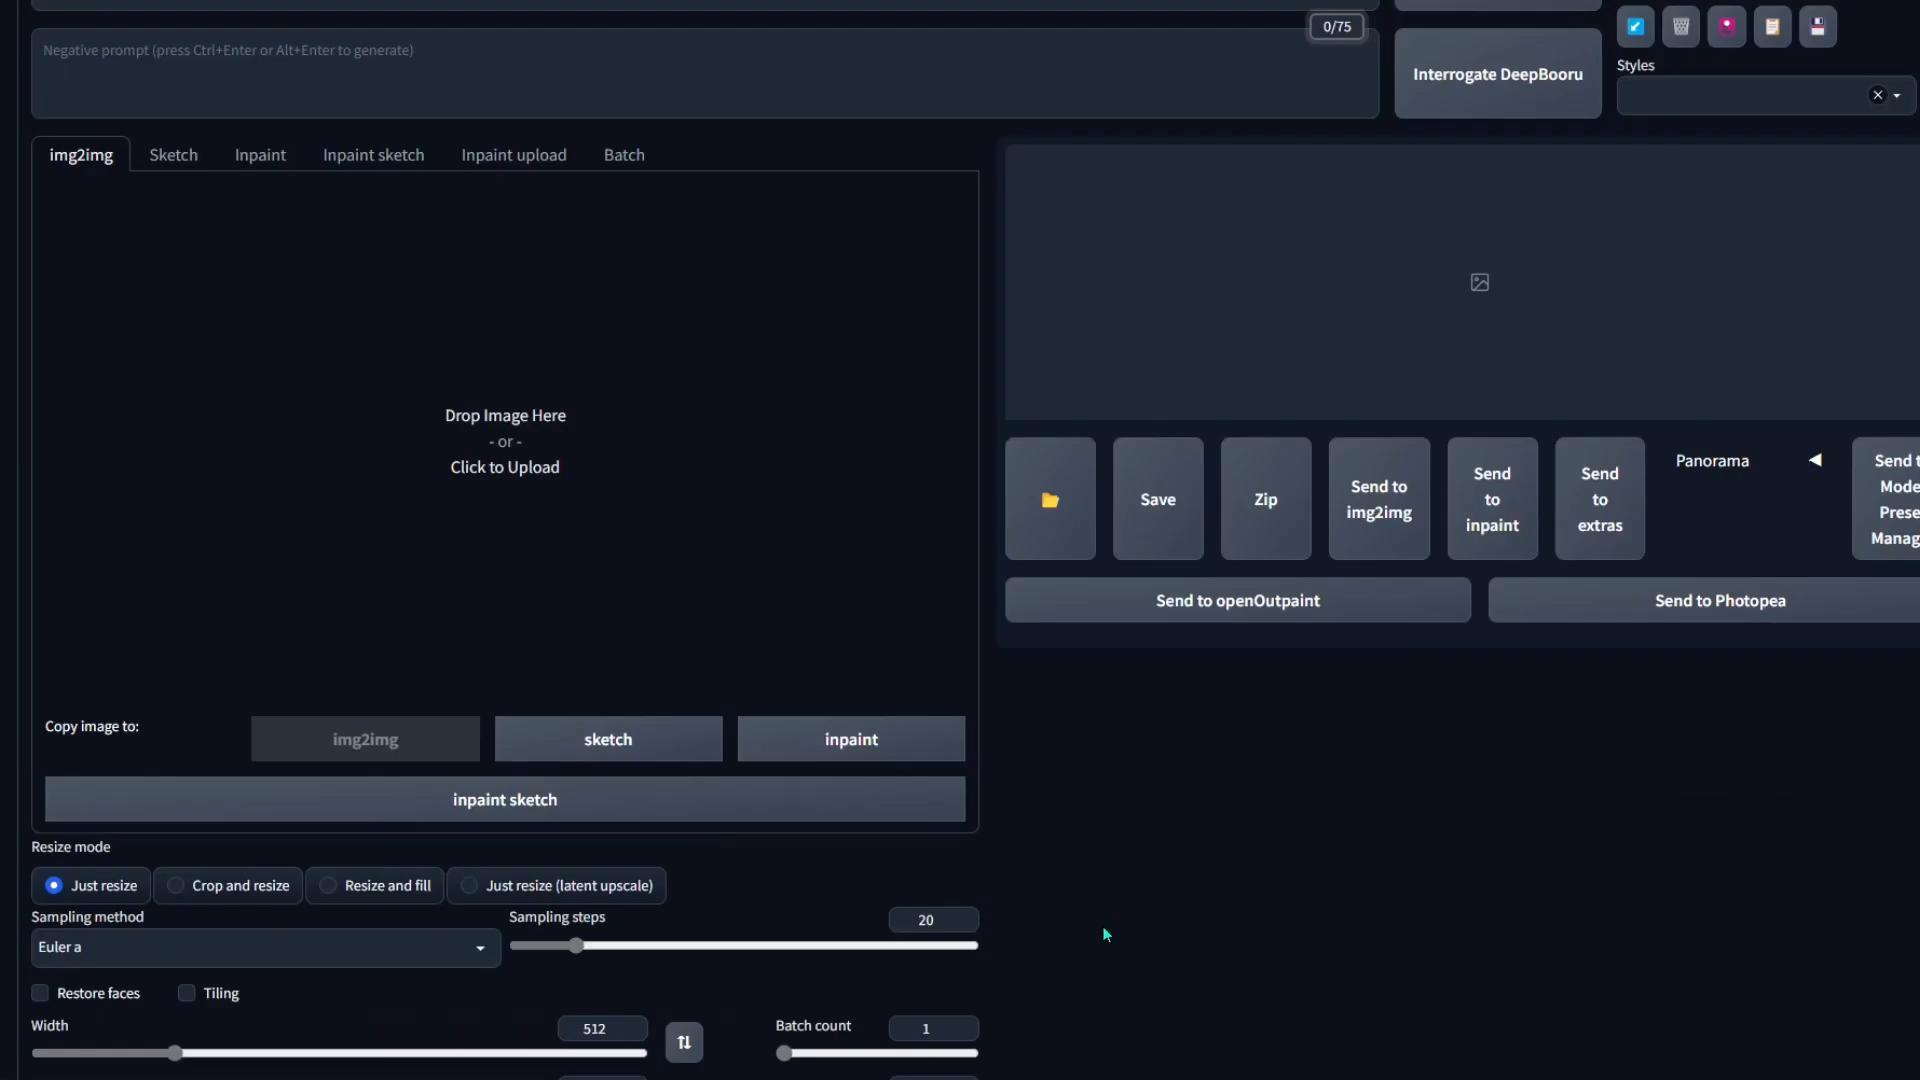 0/75
Negative prompt (press Ctrl+Enter or Alt+Enter to generate)
Interrogate DeepBooru
Styles
img2img
Sketch
Inpaint
Inpaint sketch
Inpaint upload
Batch
Drop Image Here
- or -
Click to Upload
Save
Zip
Send to
img2img
Send
to
inpaint
Send
to
extras
Panorama
Send t
Mode
Prese
Manag
Send to openOutpaint
Send to Photopea
Copy image to:
img2img
sketch
inpaint
inpaint sketch
Resize mode
Just resize
Crop and resize
Resize and fill
Just resize (latent upscale)
Sampling method
Euler a
Sampling steps
20
Restore faces
Tiling
Width
512
Batch count
1